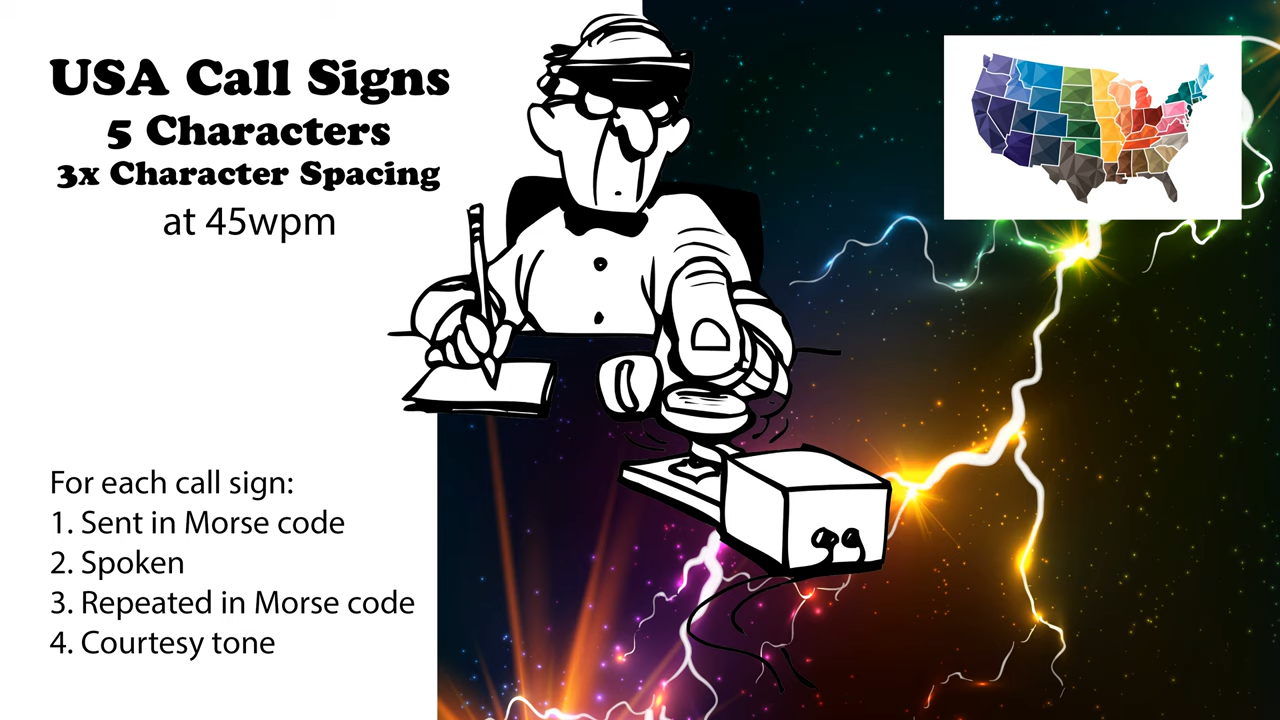 USA Call Signs
5 Characters
3x Character Spacing
at 45wpm
For each call sign:
1. Sent in Morse code
2. Spoken
3. Repeated in Morse code
4. Courtesy tone